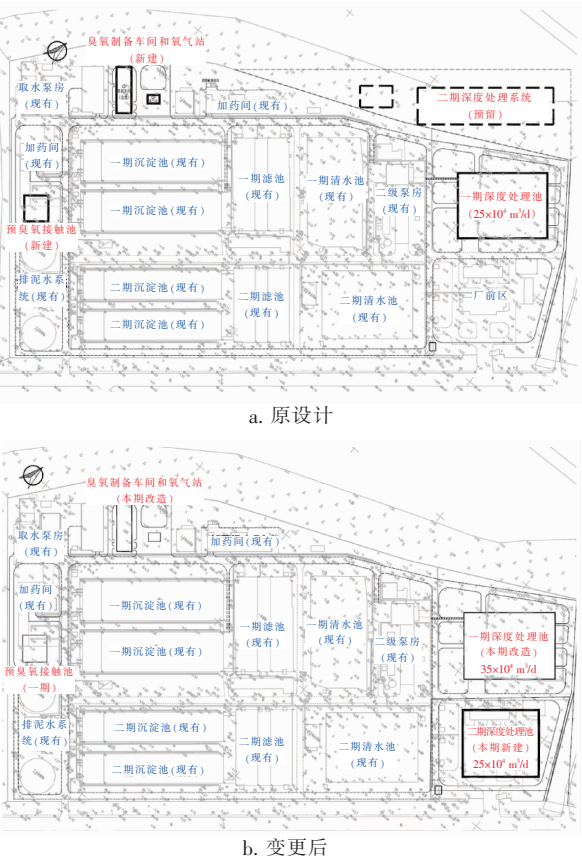 臭氧制备车间和氧气站
(新建)
取水泵房
(现有)
加药间(现有)
二期深度处理系统
(预留)
加药间
(现有)
一期沉淀池(现有)
一期滤池
(现有)
一期清水池
(现有)
二级泵房
(现有)
一期深度处理池
(25×10⁴ m³/d)
一期沉淀池(现有)
预臭氧接触池
(新建)
排泥水系
统(现有)
二期沉淀池(现有)
二期滤池
(现有)
二期清水池
(现有)
厂前区
二期沉淀池(现有)
a. 原设计
臭氧制备车间和氧气站
(本期改造)
取水泵房
(现有)
加药间(现有)
加药间
(现有)
一期沉淀池(现有)
一期滤池
(现有)
一期清水池
(现有)
二级泵房
(现有)
一期深度处理池
(本期改造)
35×10⁴ m³/d
一期沉淀池(现有)
预臭氧接触池
(一期)
排泥水系
统(现有)
二期沉淀池(现有)
二期滤池
(现有)
二期清水池
(现有)
二期深度处理池
(本期新建)
25×10⁴ m³/d
二期沉淀池(现有)
b. 变更后